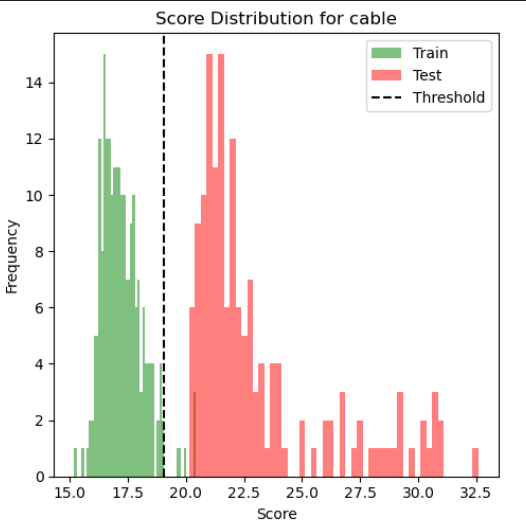 Score Distribution for cable
Train
Test
Threshold
Frequency
14
12
10
8
6
4
2
0
15.0 17.5 20.0 22.5 25.0 27.5 30.0 32.5
Score